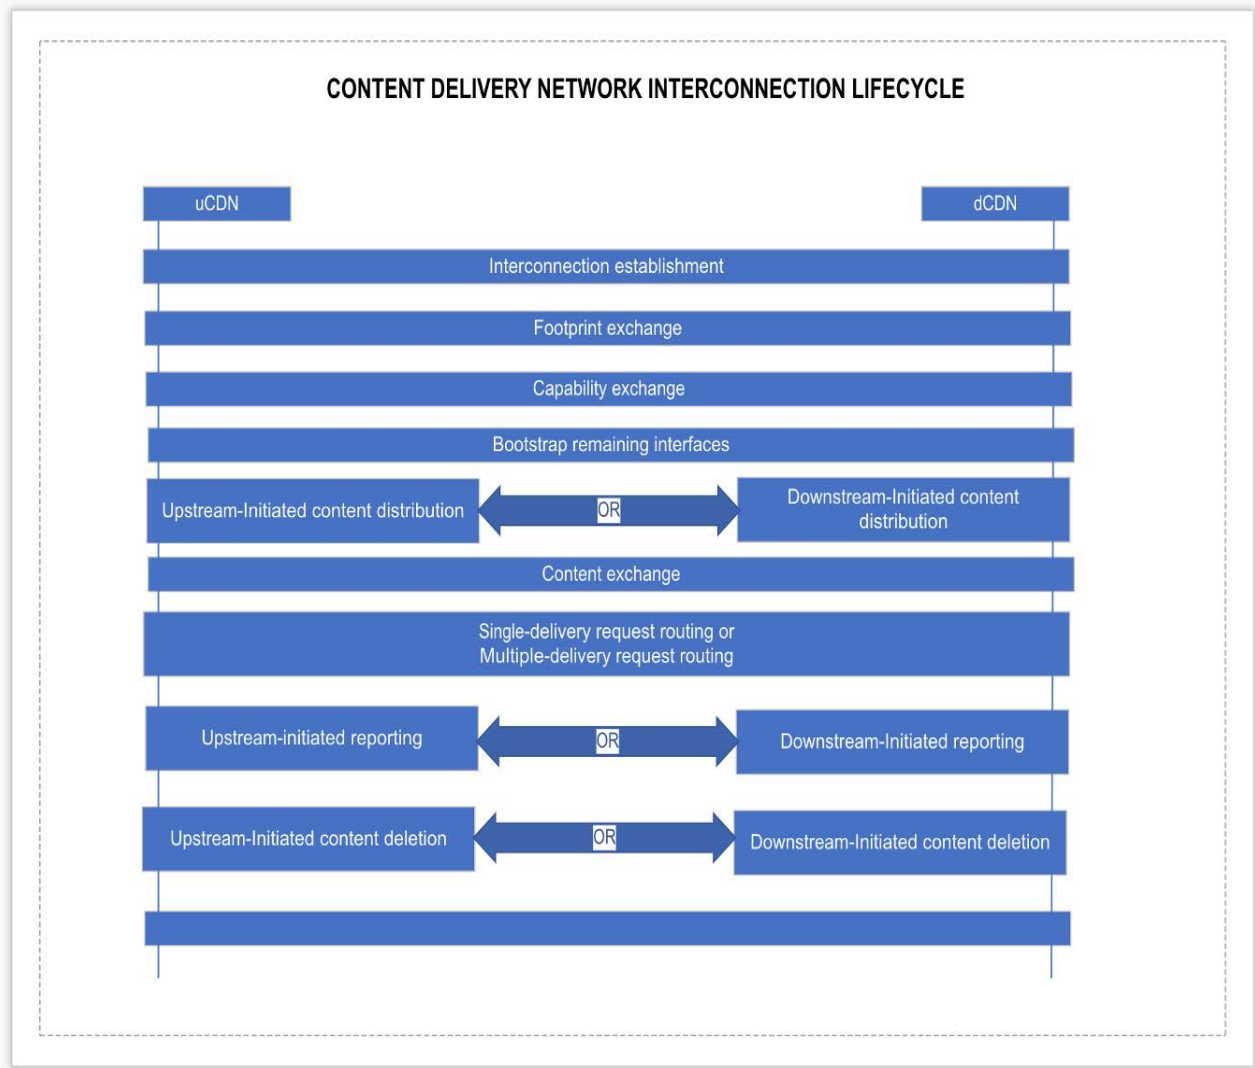 CONTENT DELIVERY NETWORK INTERCONNECTION LIFECYCLE
uCDN
dCDN
Interconnection establishment
Footprint exchange
Capability exchange
Bootstrap remaining interfaces
Upstream-Initiated content distribution
OR
Downstream-Initiated content
distribution
Content exchange
Single-delivery request routing or
Multiple-delivery request routing
Upstream-initiated reporting
OR
Downstream-Initiated reporting
Upstream-Initiated content deletion
OR
Downstream-Initiated content deletion